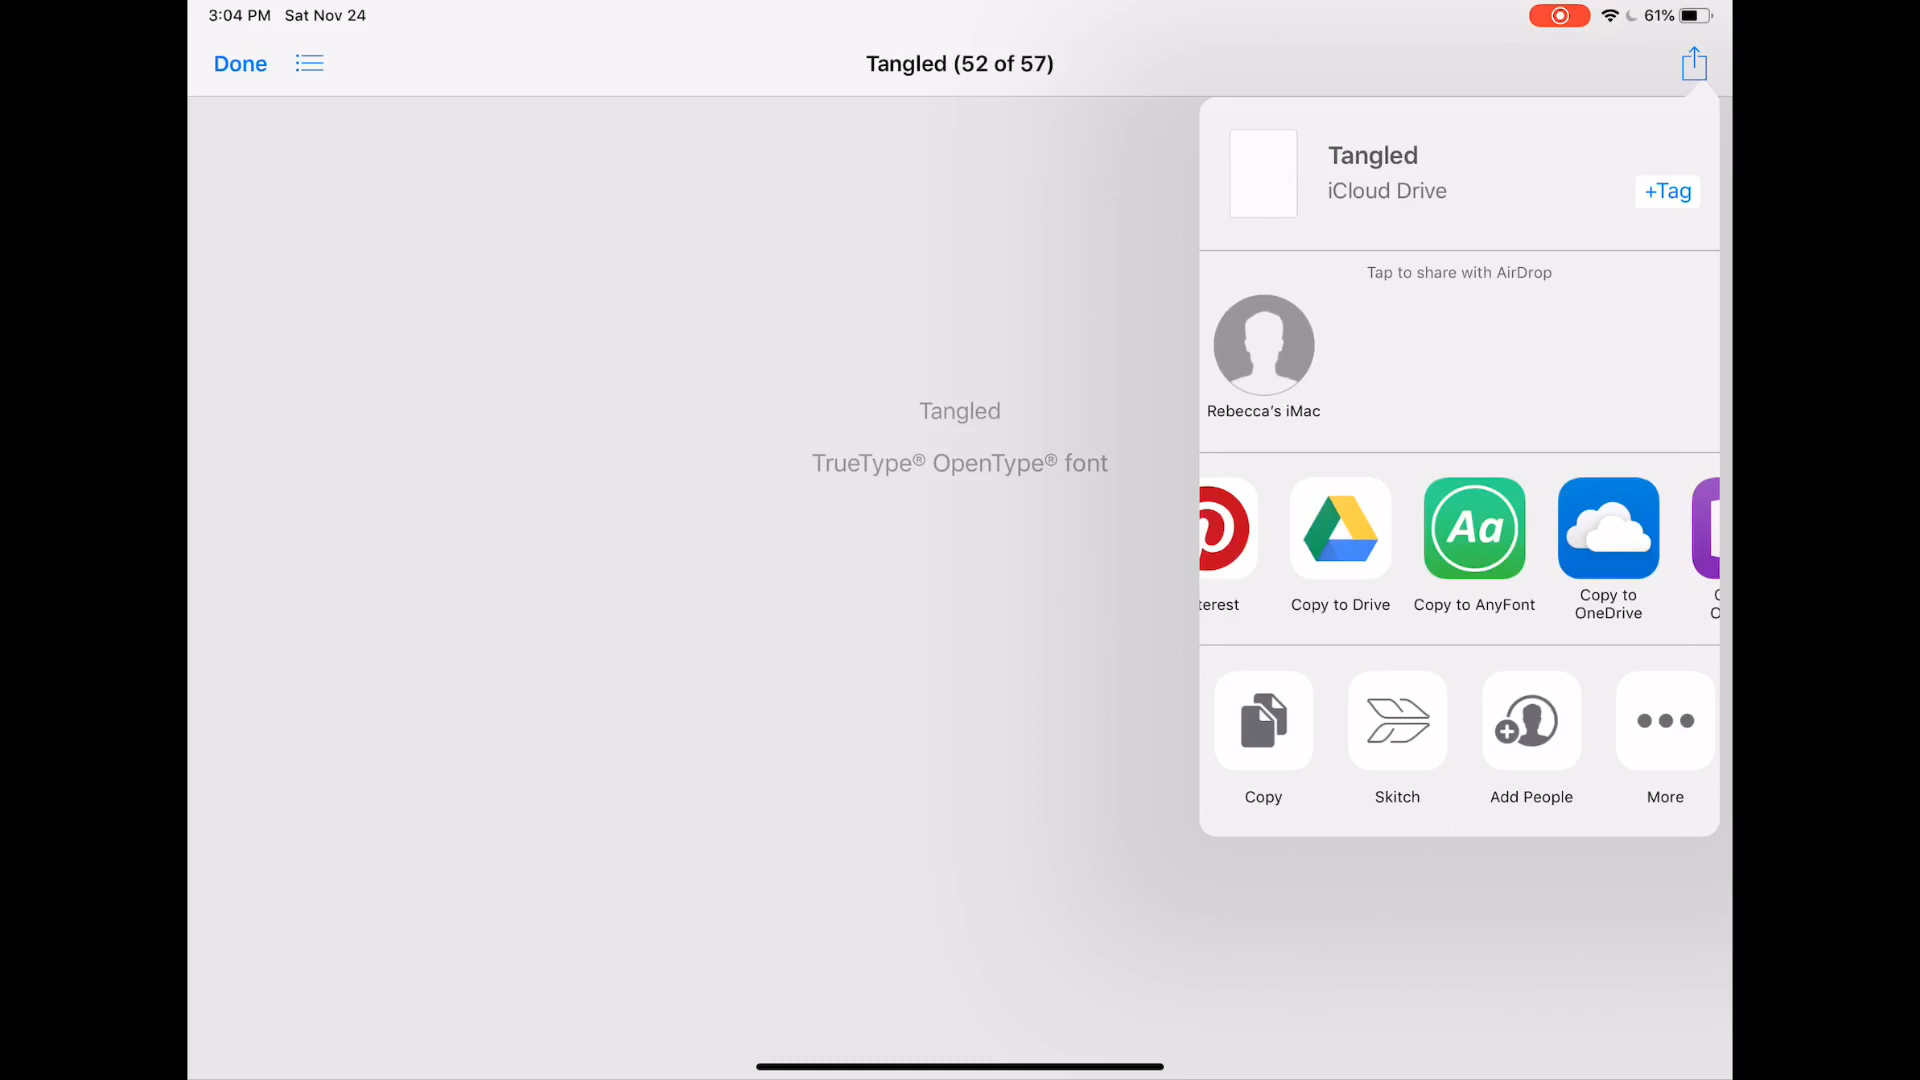 3:04 PM Sat Nov 24
61%
Done
Tangled (52 of 57)
Tangled
iCloud Drive
+Tag
Tap to share with AirDrop
Rebecca's iMac
Tangled
TrueType® OpenType® font
Aa
terest
Copy to Drive
Copy to AnyFont
Copy to
OneDrive
Copy
Skitch
Add People
More